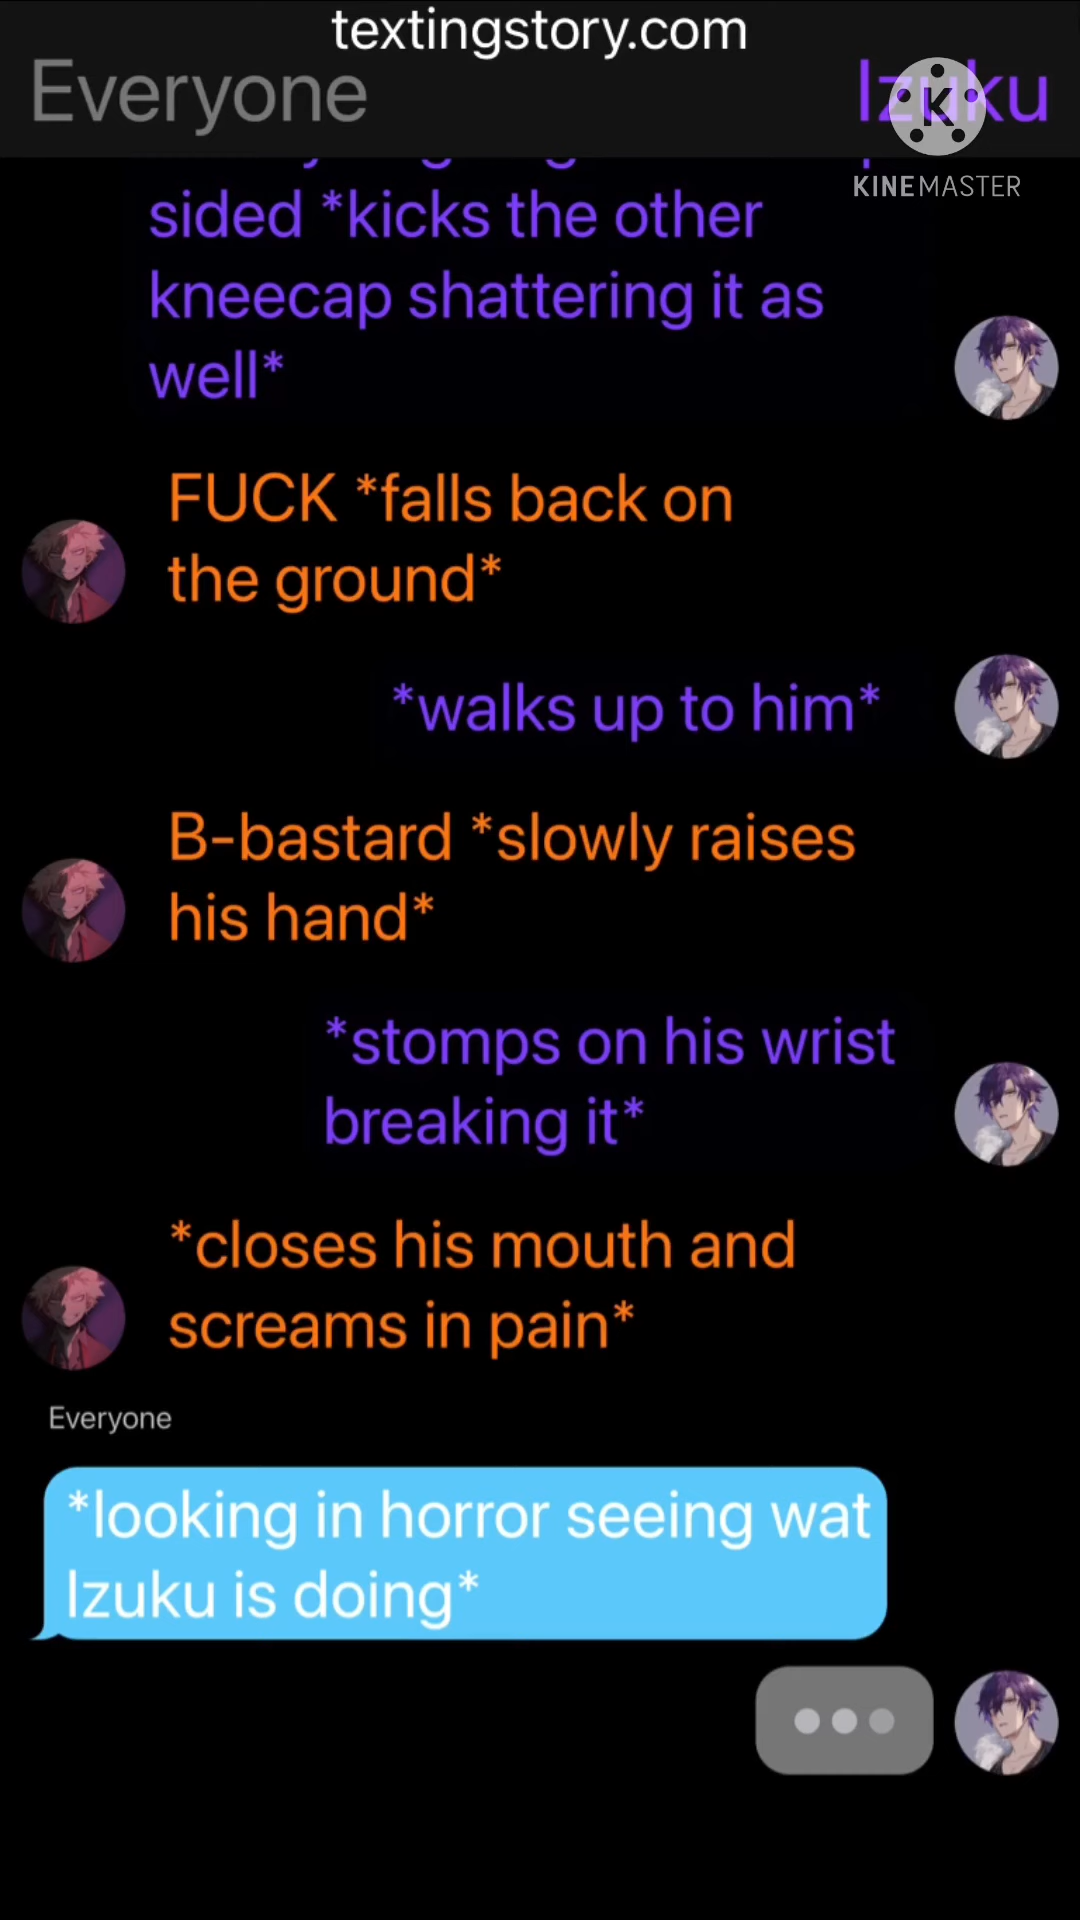 textingstory.com
Everyone
Izuku
KINEMASTER
sided *kicks the other
kneecap shattering it as
well*
FUCK *falls back on
the ground*
*walks up to him*
B-bastard *slowly raises
his hand*
*stomps on his wrist
breaking it*
*closes his mouth and
screams in pain*
Everyone
*looking in horror seeing wat
Izuku is doing*